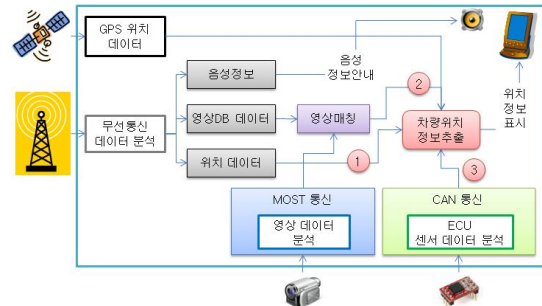 GPS 위치
데이터
음성
정보안내
위치
정보
표시
무선통신
데이터 분석
음성정보
영상DB 데이터
위치 데이터
영상매칭
차량위치
정보추출
1
2
3
MOST 통신
영상 데이터
분석
CAN 통신
ECU
센서 데이터 분석